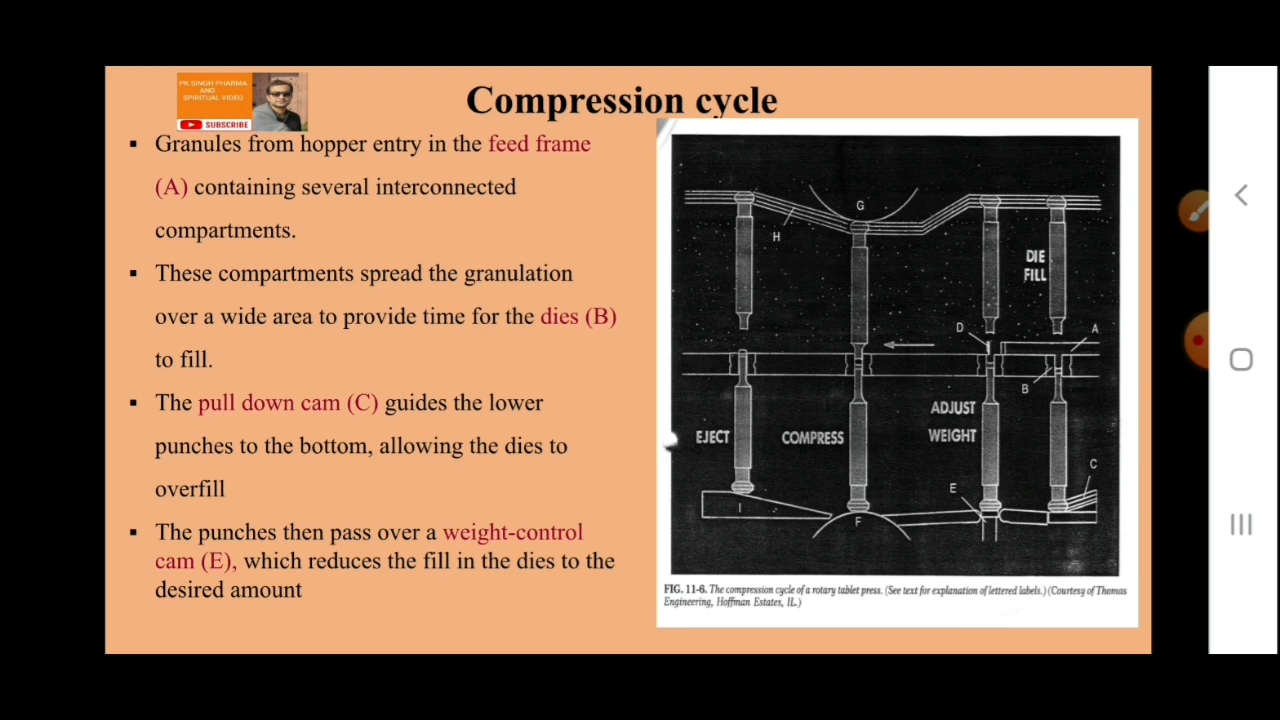 PK SINGH PHARMA
AND
SPIRITUAL VIDEO
SUBSCRIBE
Compression cycle
▪ Granules from hopper entry in the feed frame
(A) containing several interconnected
compartments.
▪ These compartments spread the granulation
over a wide area to provide time for the dies (B)
to fill.
▪ The pull down cam (C) guides the lower
punches to the bottom, allowing the dies to
overfill
▪ The punches then pass over a weight-control
cam (E), which reduces the fill in the dies to the
desired amount
G
H
DIE
FILL
D
A
B
ADJUST
WEIGHT
EJECT
COMPRESS
C
E
I
F
FIG. 11-6. The compression cycle of a rotary tablet press. (See text for explanation of lettered labels.) (Courtesy of Thomas
Engineering, Hoffman Estates, IL.)